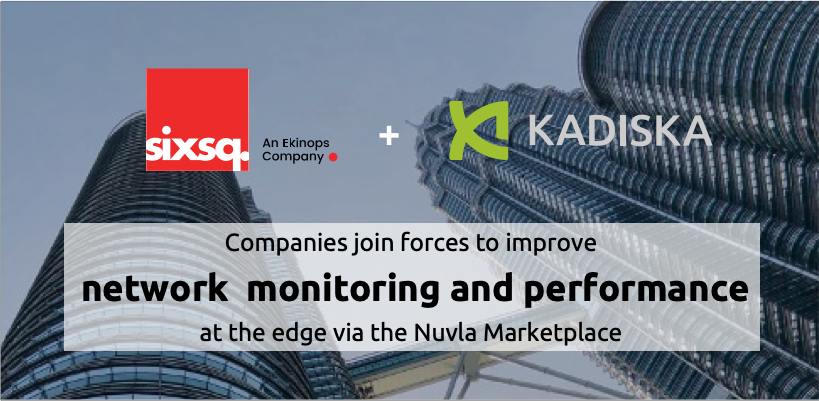 sixsq.
An Ekinops
Company
+
KADISKA
Companies join forces to improve
network monitoring and performance
at the edge via the Nuvla Marketplace